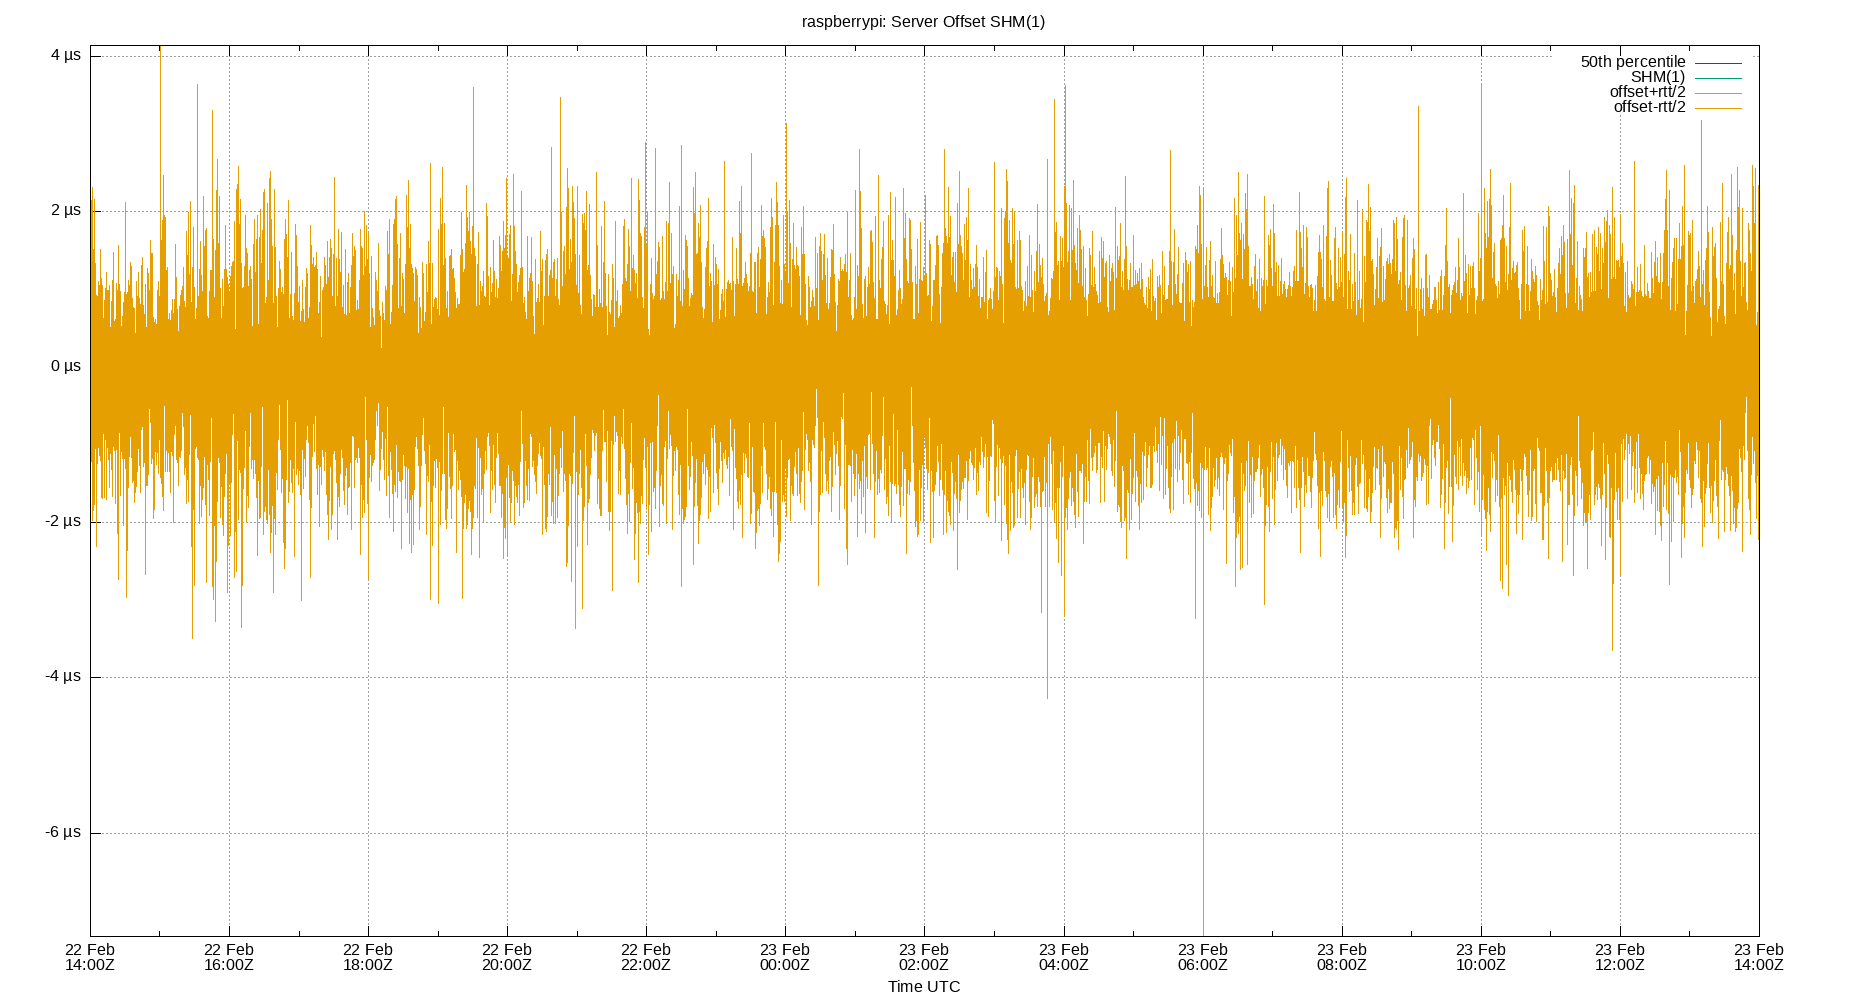 raspberrypi: Server Offset SHM(1)
4 µs
2 µs
0 µs
-2 µs
-4 µs
-6 µs
50th percentile
SHM(1)
offset+rtt/2
offset-rtt/2
22 Feb 22 Feb 22 Feb 22 Feb 22 Feb 23 Feb 23 Feb 23 Feb 23 Feb 23 Feb 23 Feb 23 Feb 23 Feb
14:00Z 16:00Z 18:00Z 20:00Z 22:00Z 00:00Z 02:00Z 04:00Z 06:00Z 08:00Z 10:00Z 12:00Z 14:00Z
Time UTC